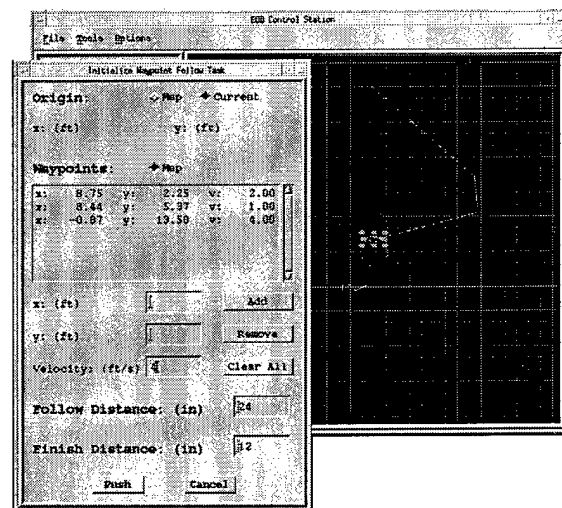 EOD Control Station
File Tools Options
Initialize Waypoint Follow Task
Origin: Map Current
x: (ft) y: (ft)
Waypoints: Map
x: 8.75 y: 2.25 v: 2.00
x: 8.44 y: 5.37 v: 1.00
x: -0.87 y: 13.50 v: 4.00
x: (ft) Add
y: (ft) Remove
Velocity: (ft/s) 4 Clear All
Follow Distance: (in) 24
Finish Distance: (in) 12
Push Cancel